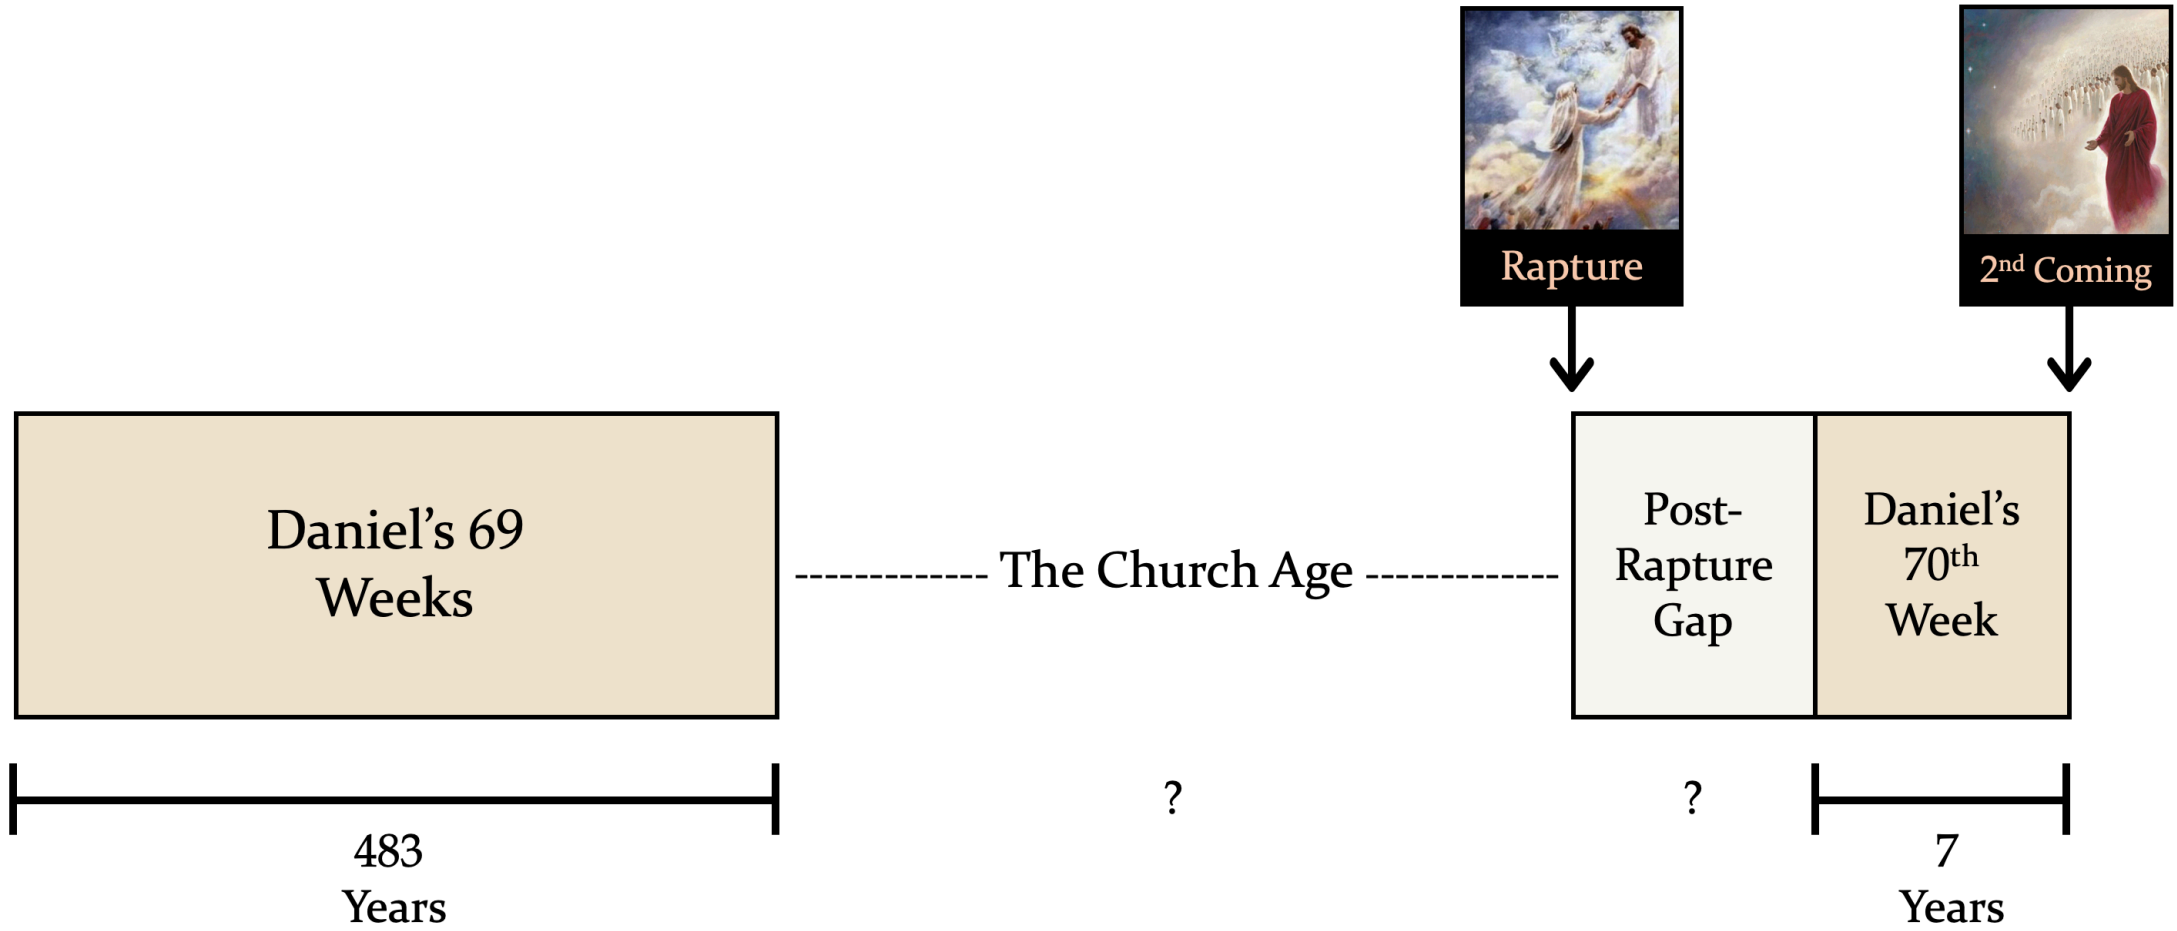 Rapture
2nd Coming
Daniel’s 69
Weeks
The Church Age
Post-
Rapture
Gap
Daniel’s
70th
Week
?
?
483
Years
7
Years